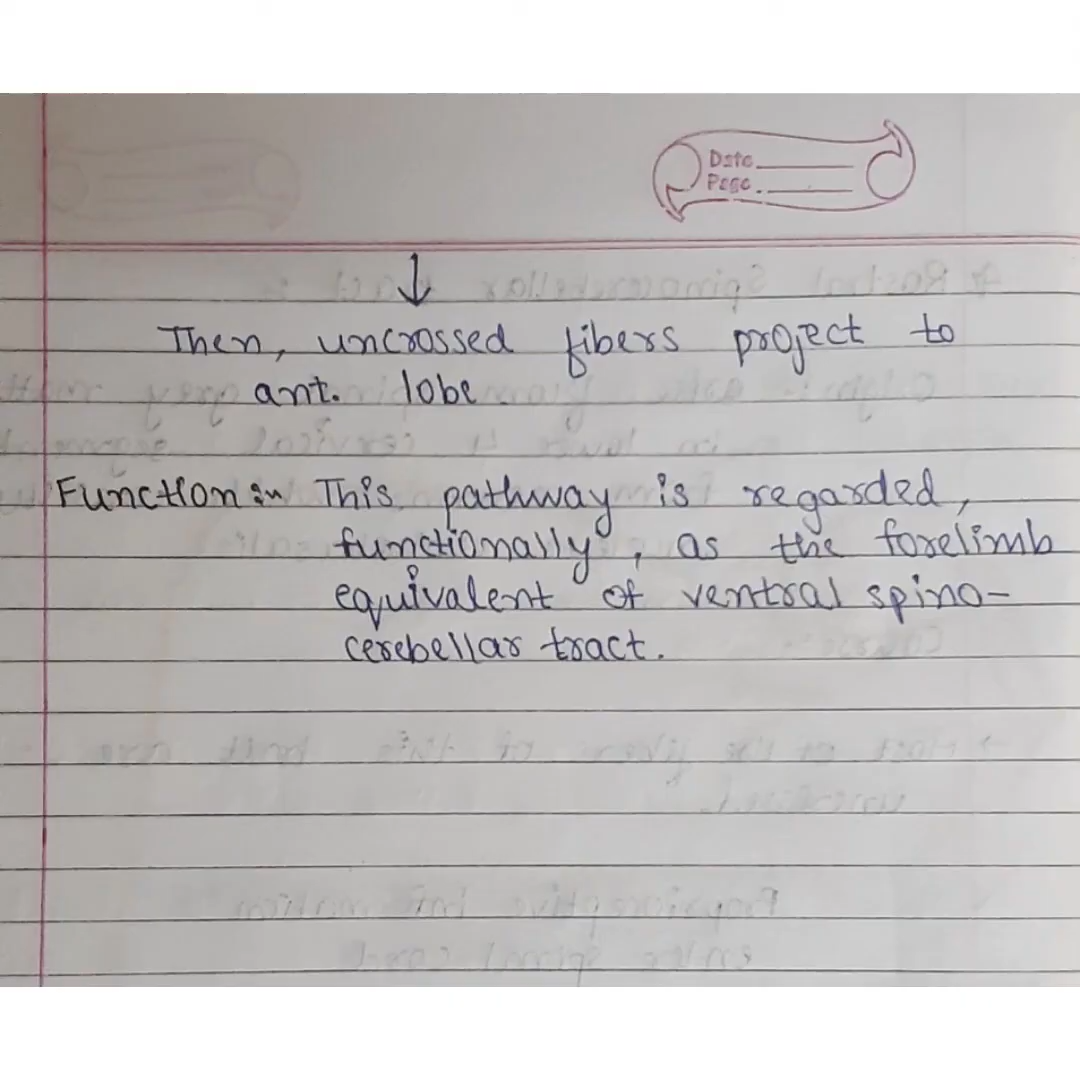 Date
Page
↓
Then, uncrossed fibers project to
ant. lobe.
Function :- This pathway is regarded,
functionally, as the forelimb
equivalent of ventral spino-
cerebellar tract.